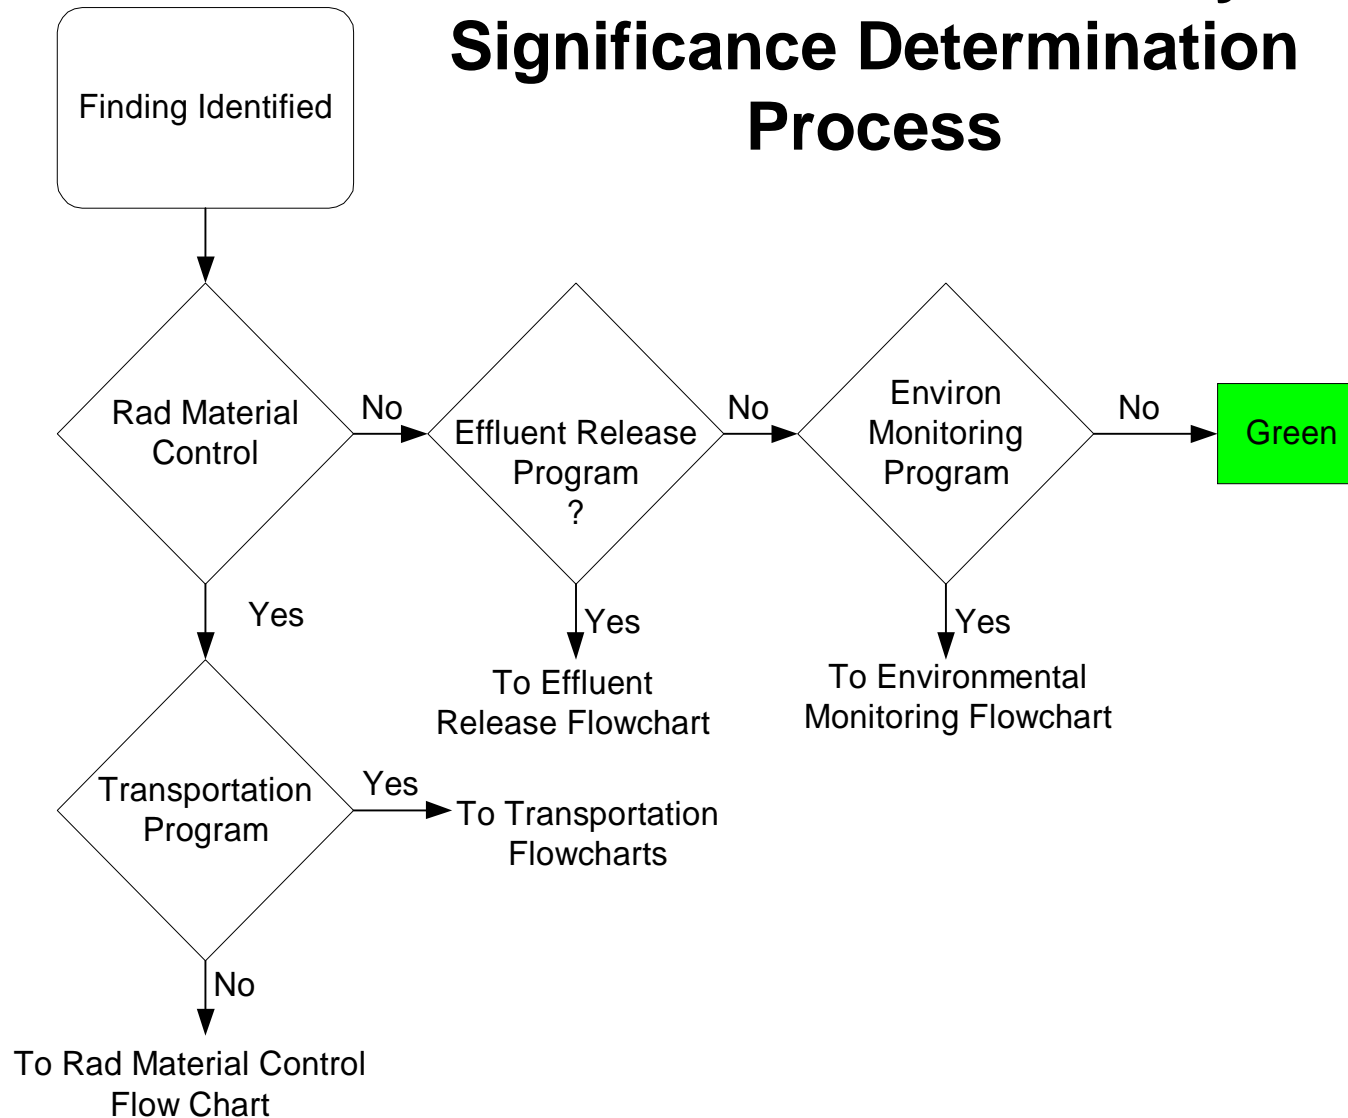 Significance Determination
Process
Finding Identified
Rad Material
Control
No
Effluent Release
Program
?
No
Environ
Monitoring
Program
No
Green
Yes
Yes
Yes
To Effluent
Release Flowchart
To Environmental
Monitoring Flowchart
Transportation
Program
Yes
To Transportation
Flowcharts
No
To Rad Material Control
Flow Chart